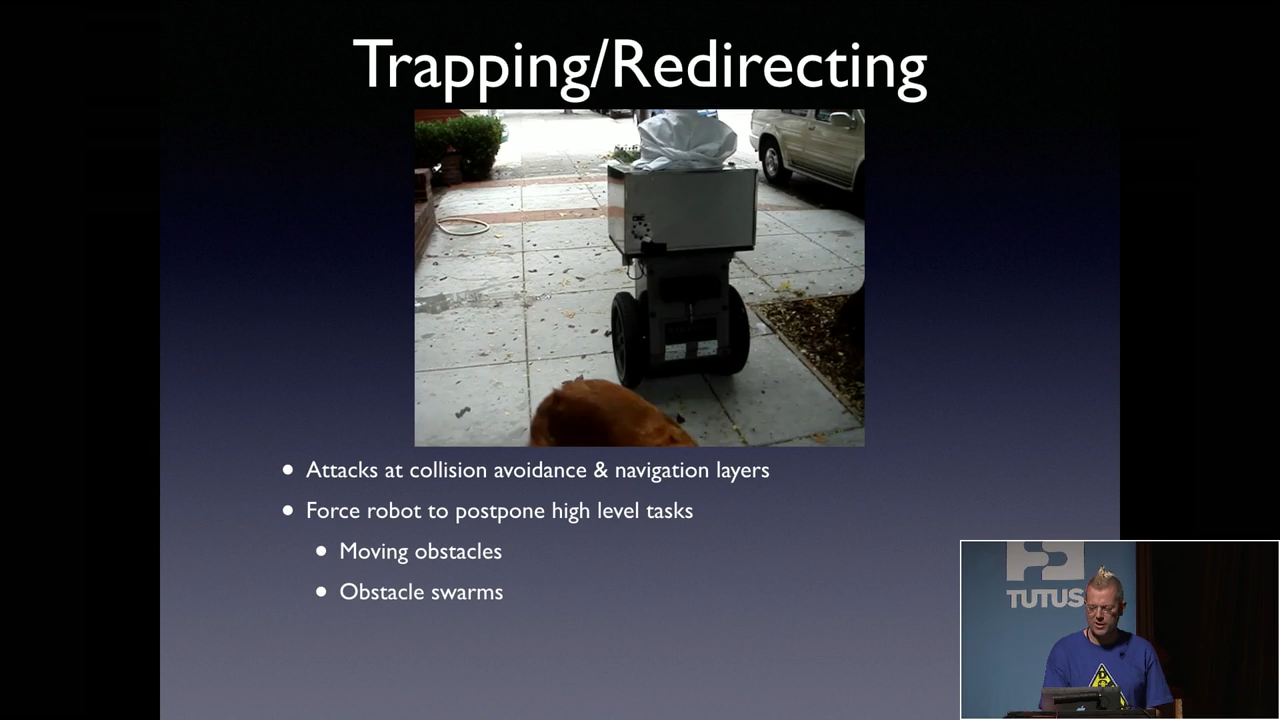 Trapping/Redirecting
• Attacks at collision avoidance & navigation layers
• Force robot to postpone high level tasks
• Moving obstacles
• Obstacle swarms
TUTUS